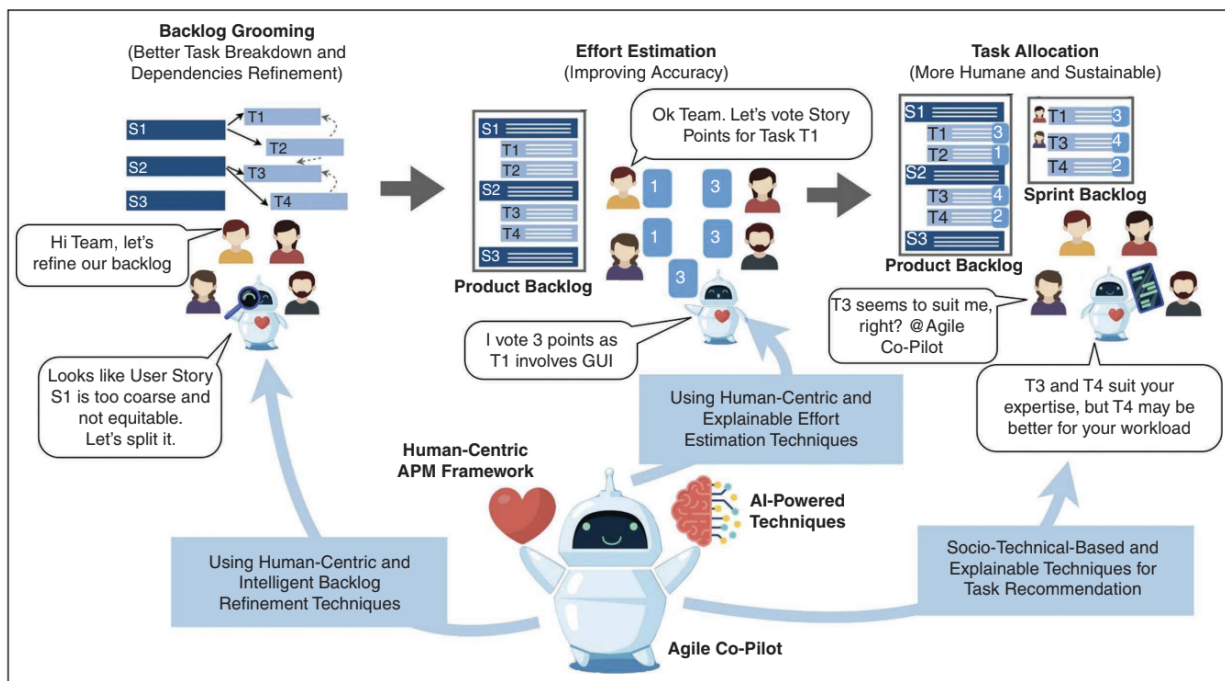 Backlog Grooming
(Better Task Breakdown and
Dependencies Refinement)
S1
S2
S3
T1
T2
T3
T4
Hi Team, let's
refine our backlog
Looks like User Story
S1 is too coarse and
not equitable.
Let's split it.
Effort Estimation
(Improving Accuracy)
S1
T1
T2
S2
T3
T4
S3
Product Backlog
Ok Team. Let's vote Story
Points for Task T1
1
3
1
3
3
I vote 3 points as
T1 involves GUI
Task Allocation
(More Humane and Sustainable)
S1
T1 3
T2 1
S2
T3 4
T4 2
S3
Product Backlog
T1 3
T3 4
T4 2
Sprint Backlog
T3 seems to suit me,
right? @Agile
Co-Pilot
T3 and T4 suit your
expertise, but T4 may be
better for your workload
Using Human-Centric and
Explainable Effort
Estimation Techniques
Human-Centric
APM Framework
AI-Powered
Techniques
Using Human-Centric and
Intelligent Backlog
Refinement Techniques
Socio-Technical-Based and
Explainable Techniques for
Task Recommendation
Agile Co-Pilot